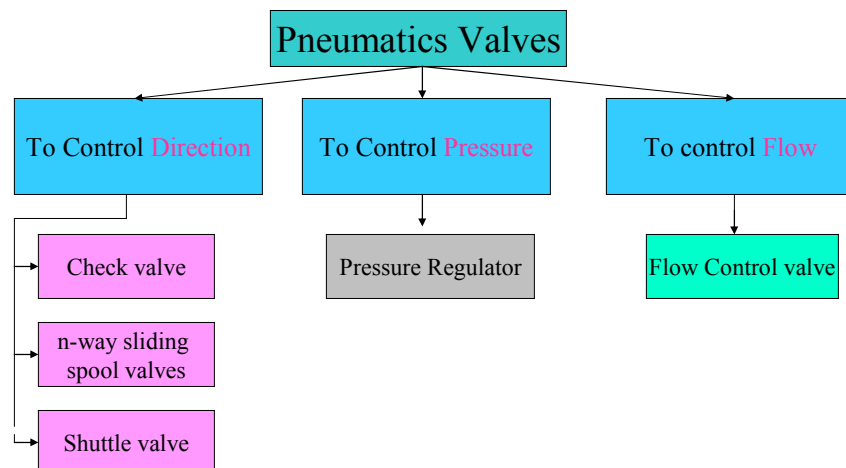 Pneumatics Valves
To Control Direction
To Control Pressure
To control Flow
Check valve
Pressure Regulator
Flow Control valve
n-way sliding
spool valves
Shuttle valve